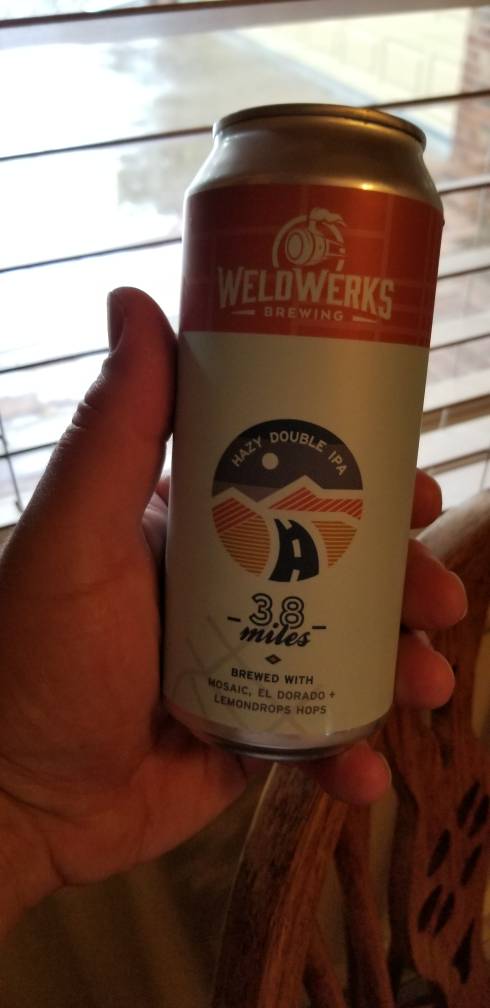 WELDWERKS
BREWING
HAZY DOUBLE IPA
3.8
miles
BREWED WITH
MOSAIC, EL DORADO +
LEMONDROPS HOPS